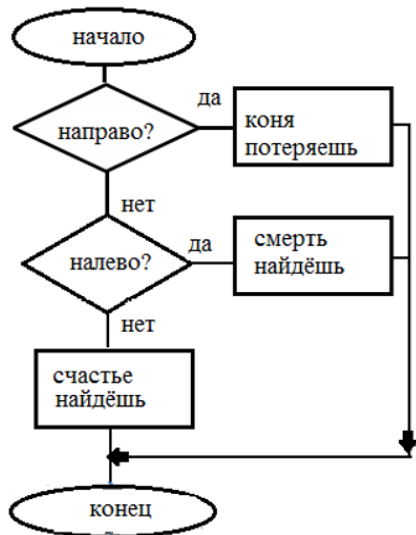 начало
направо?
да
коня
потеряешь
нет
налево?
да
смерть
найдёшь
нет
счастье
найдёшь
конец